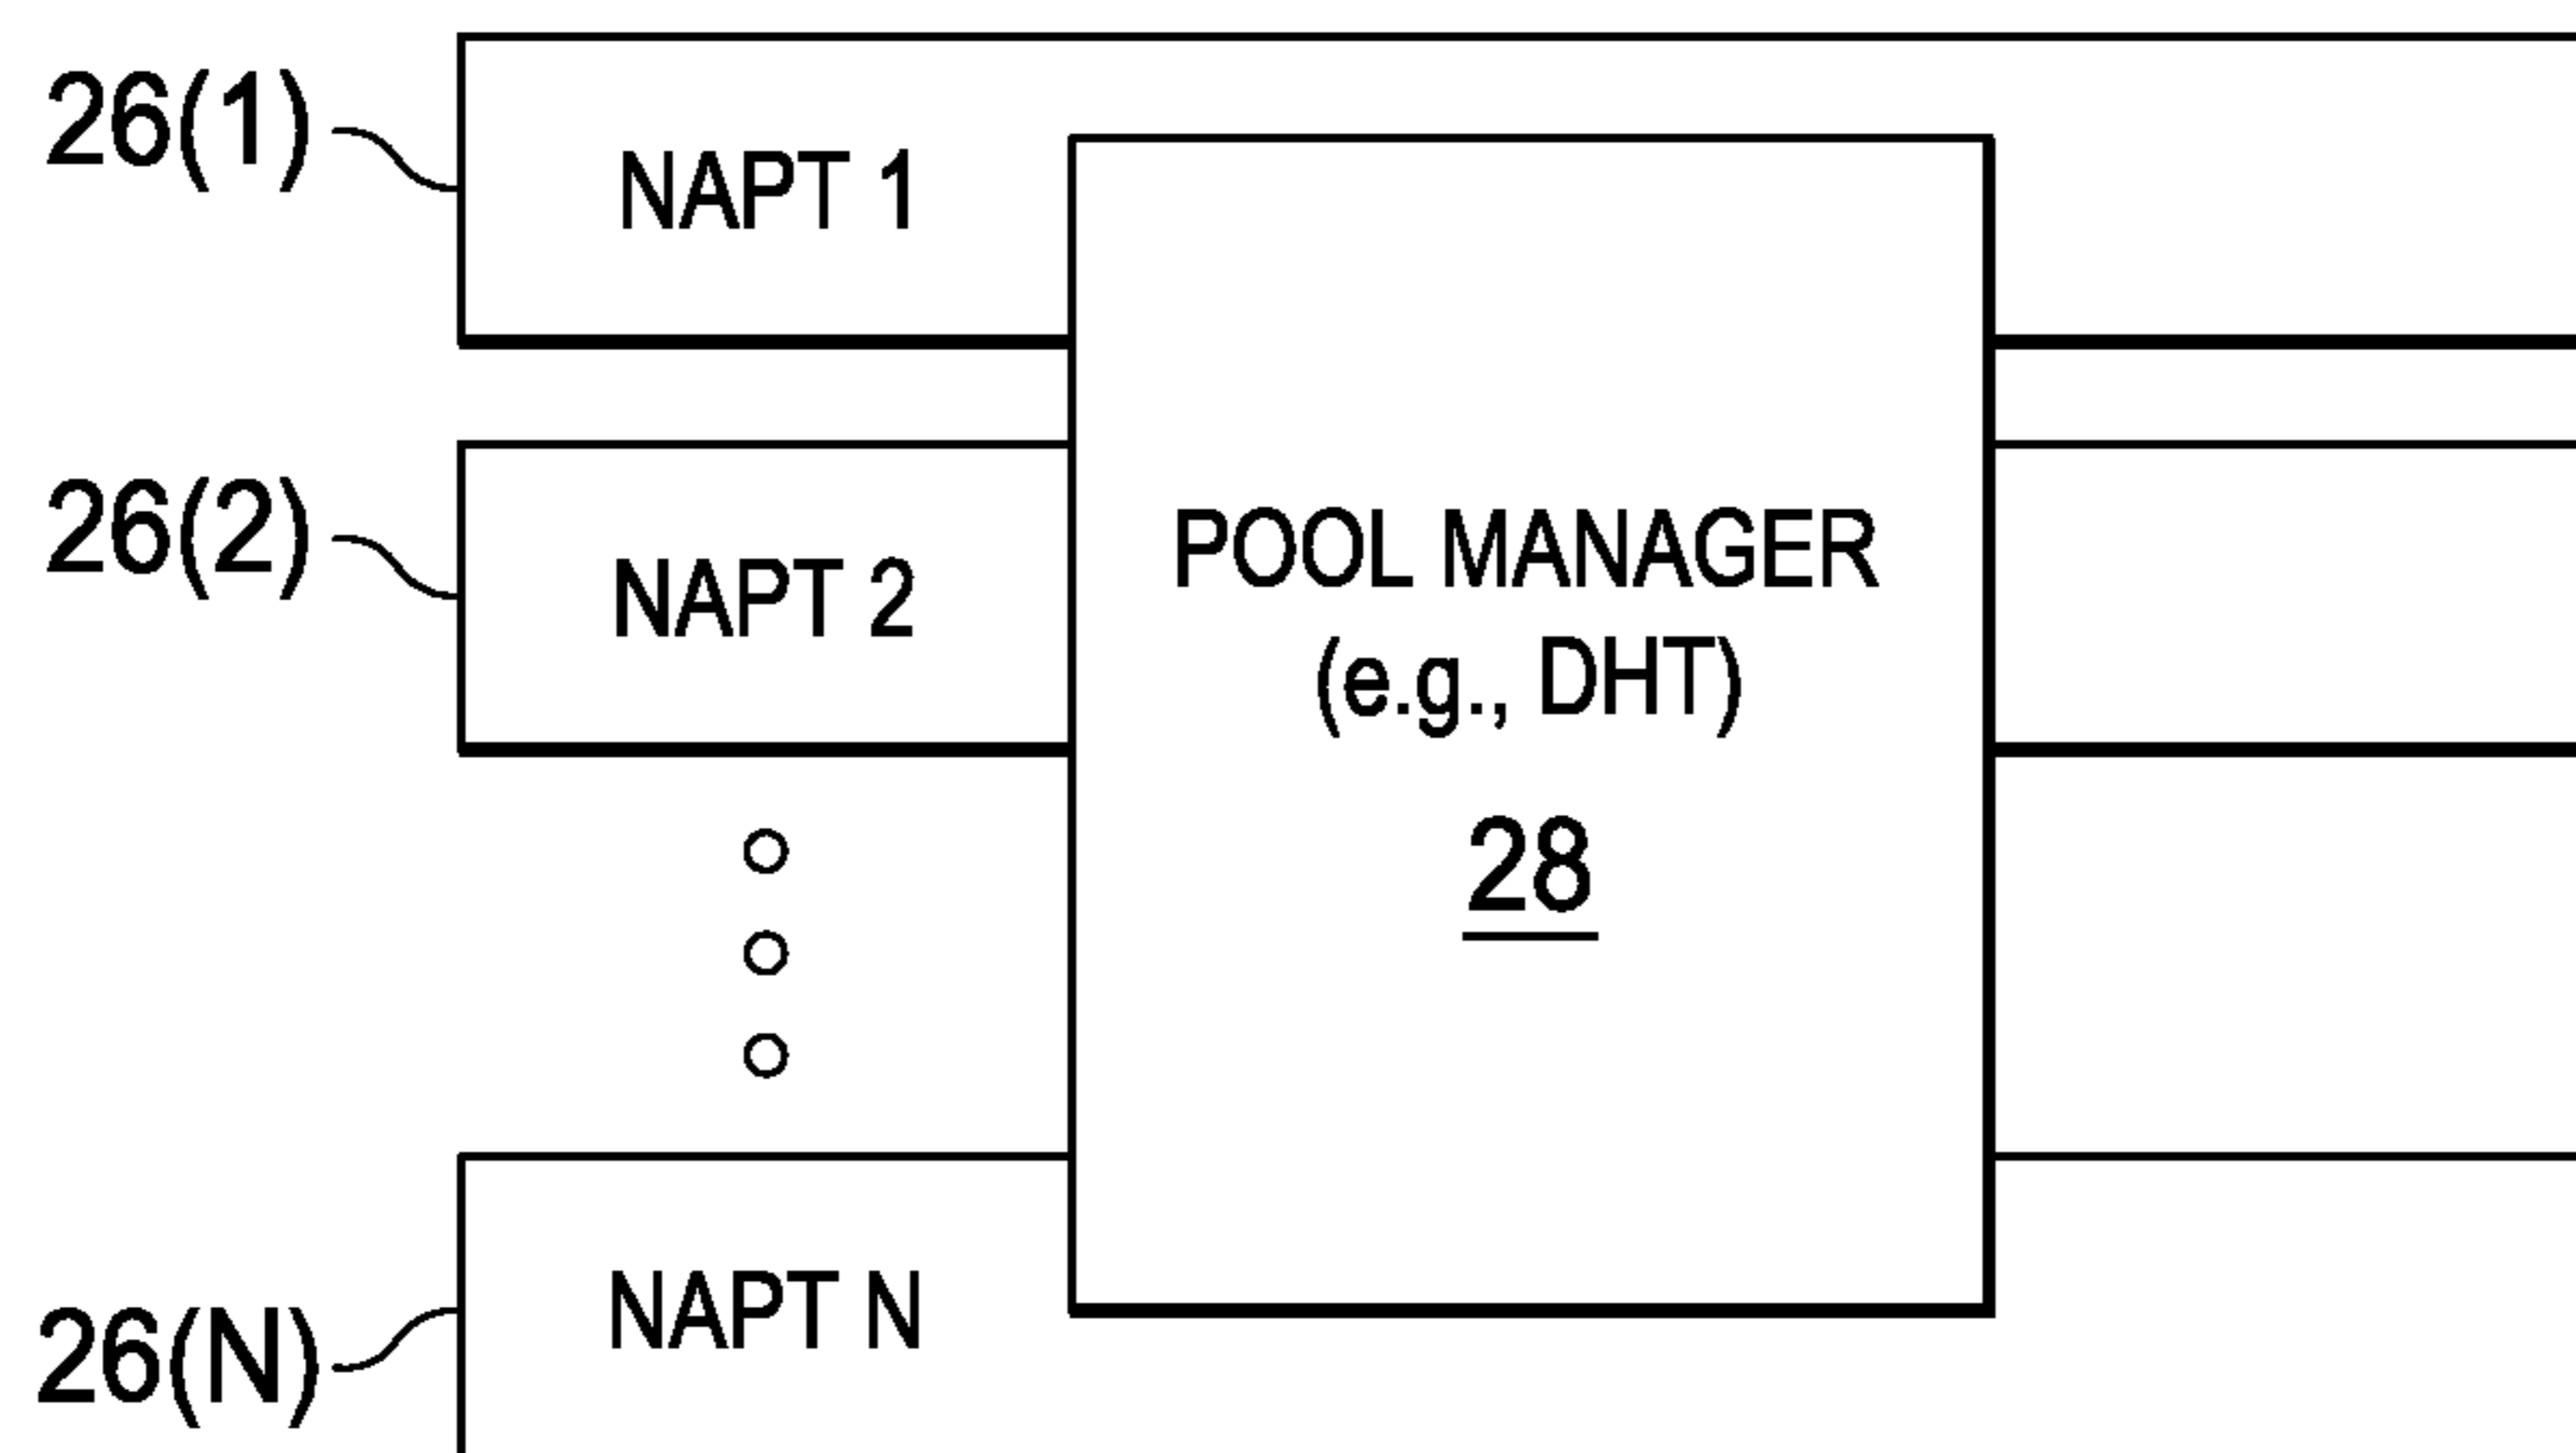 26(1)
NAPT 1
26(2)
NAPT 2
POOL MANAGER
(e.g., DHT)
28
26(N)
NAPT N